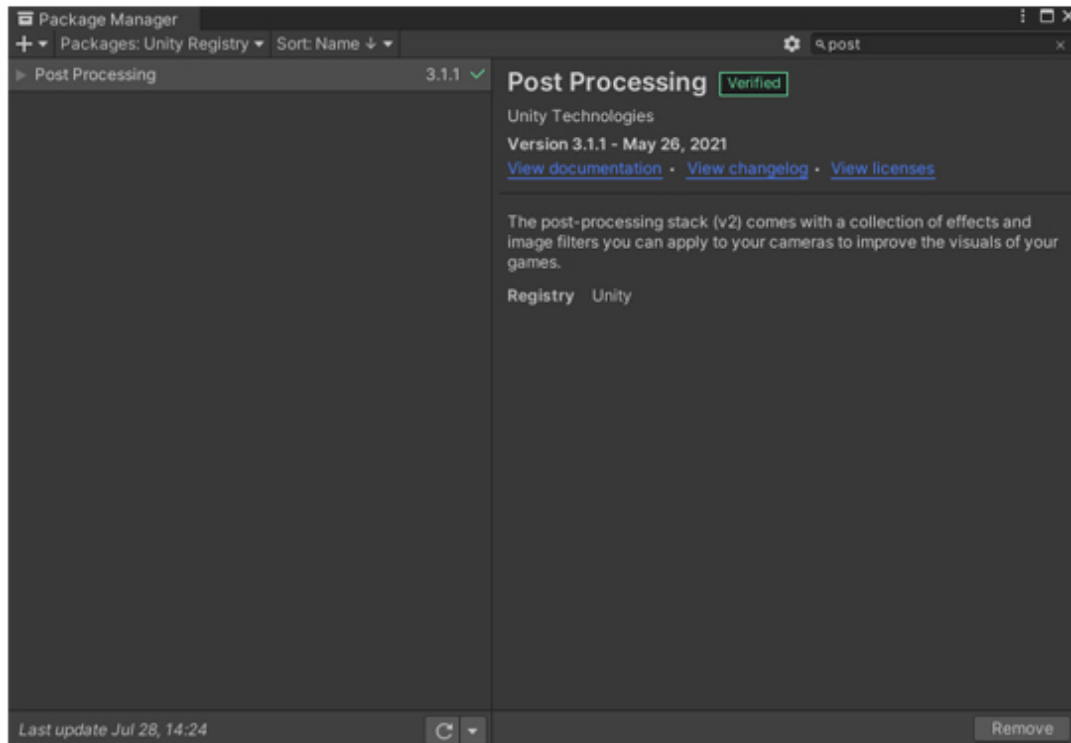 Package Manager
Packages: Unity Registry Sort: Name ↓ post
Post Processing 3.1.1
Post Processing Verified
Unity Technologies
Version 3.1.1 - May 26, 2021
View documentation • View changelog • View licenses
The post-processing stack (v2) comes with a collection of effects and
image filters you can apply to your cameras to improve the visuals of your
games.
Registry Unity
Last update Jul 28, 14:24
Remove